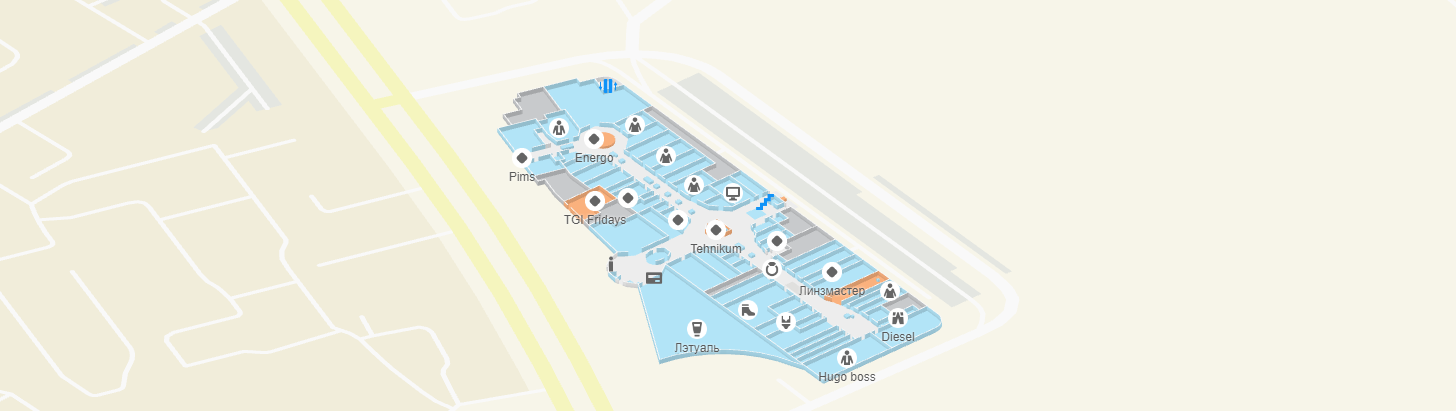 Energo
Pims
TGI Fridays
Tehnikum
Линзмастер
Diesel
Лэтуаль
Hugo boss